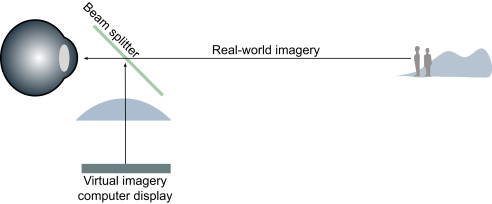 Beam splitter
Real-world imagery
Virtual imagery
computer display